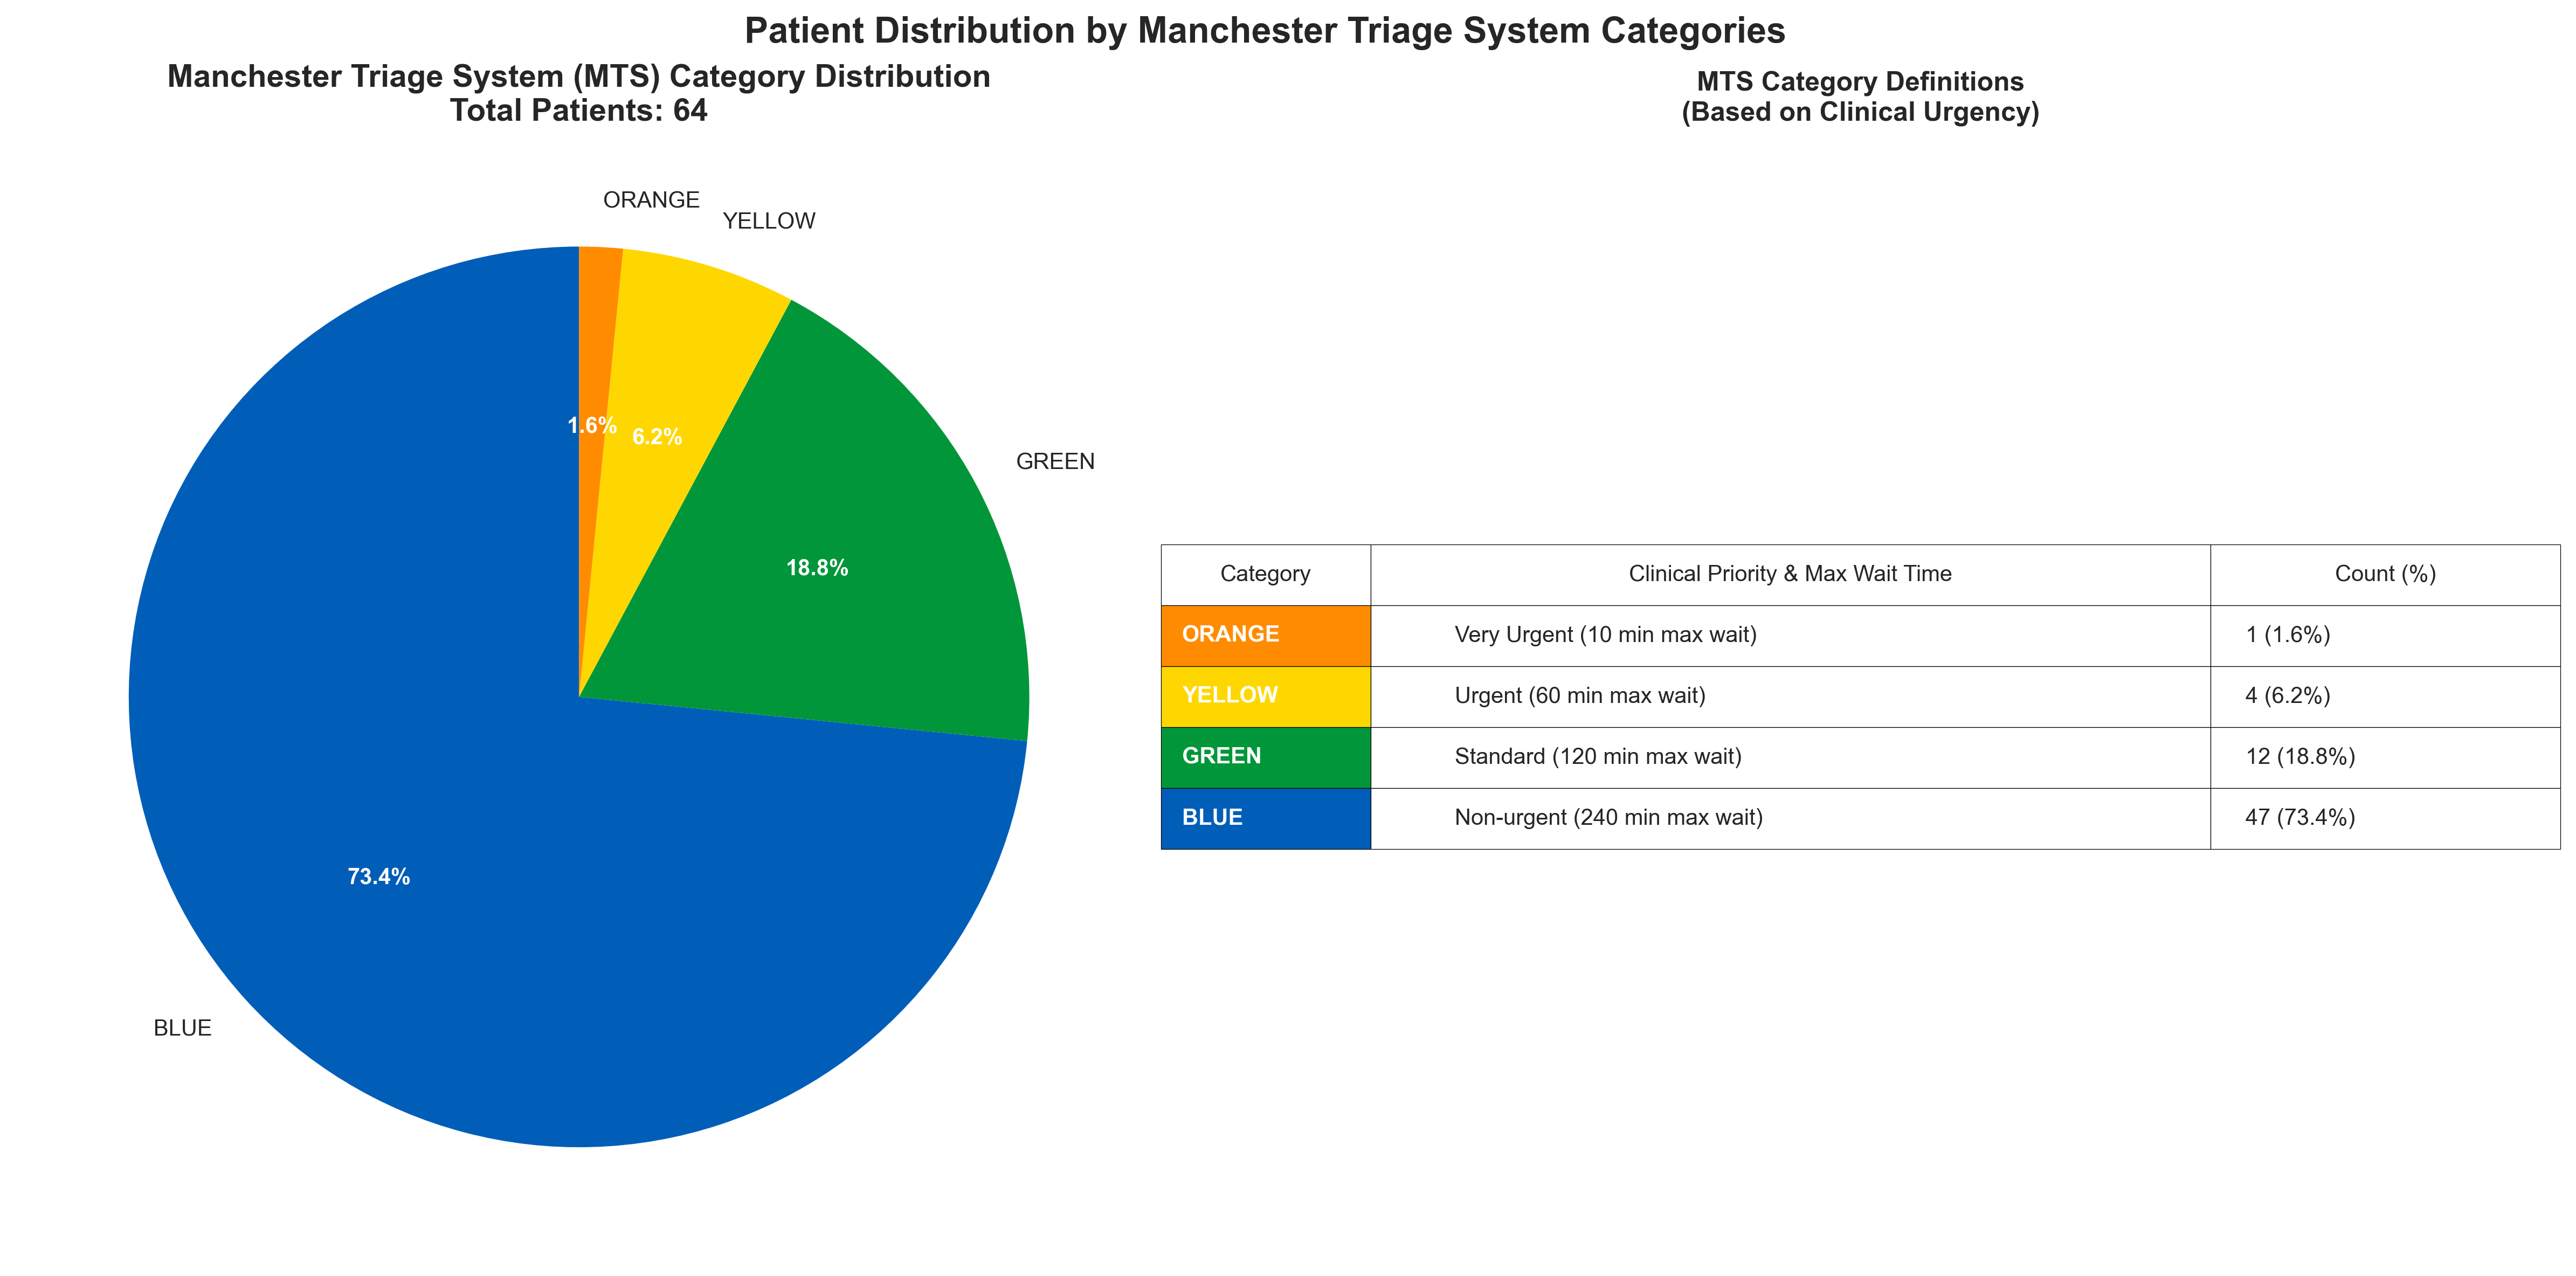 Patient Distribution by Manchester Triage System Categories
Manchester Triage System (MTS) Category Distribution
Total Patients: 64
ORANGE
YELLOW
GREEN
BLUE
1.6%
6.2%
18.8%
73.4%
MTS Category Definitions
(Based on Clinical Urgency)
Category Clinical Priority & Max Wait Time Count (%)
ORANGE Very Urgent (10 min max wait) 1 (1.6%)
YELLOW Urgent (60 min max wait) 4 (6.2%)
GREEN Standard (120 min max wait) 12 (18.8%)
BLUE Non-urgent (240 min max wait) 47 (73.4%)